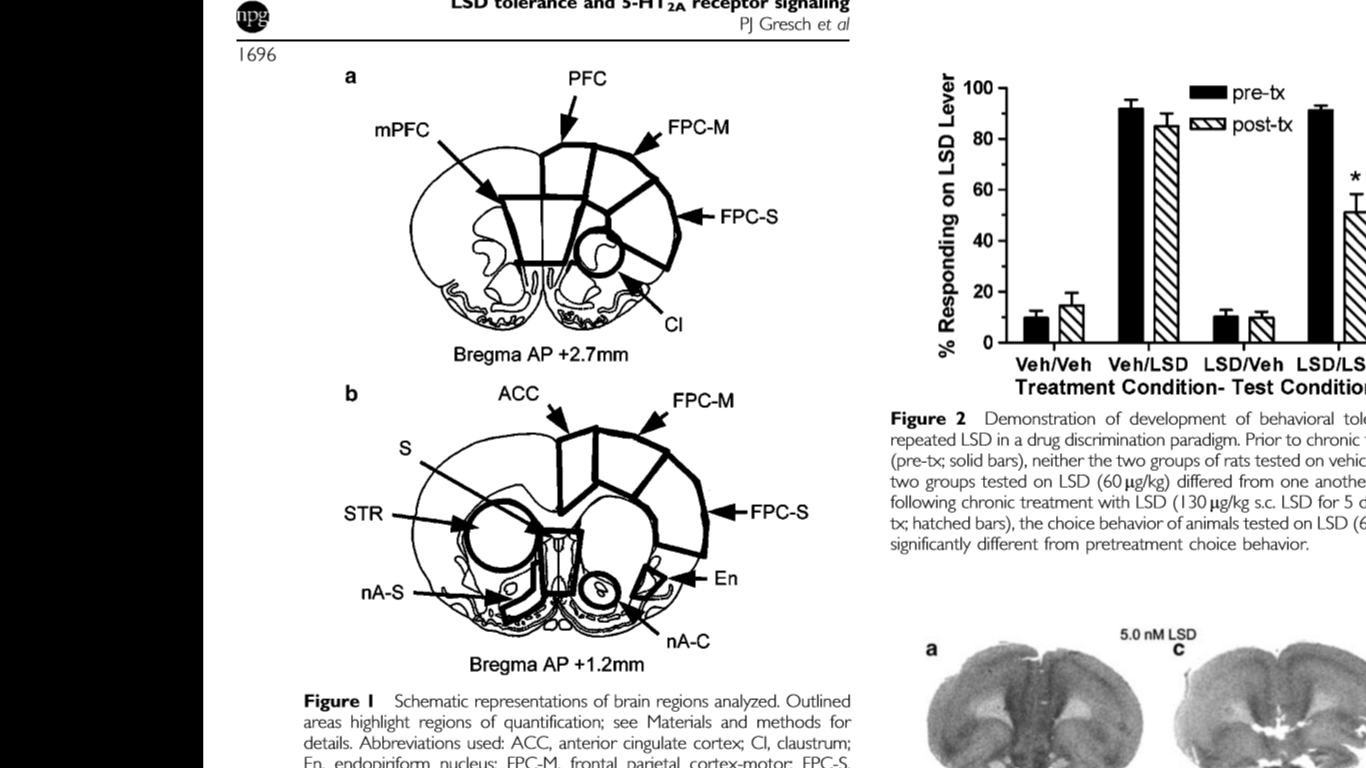 LSD tolerance and 5-HT2A receptor signaling
PJ Gresch et al
npg
1696
a
PFC
mPFC
FPC-M
FPC-S
CI
Bregma AP +2.7mm
b
ACC
FPC-M
S
STR
FPC-S
nA-S
En
nA-C
Bregma AP +1.2mm
Figure 1 Schematic representations of brain regions analyzed. Outlined
areas highlight regions of quantification; see Materials and methods for
details. Abbreviations used: ACC, anterior cingulate cortex; CI, claustrum;
En, endopiriform nucleus; FPC-M, frontal parietal cortex-motor; FPC-S,
% Responding on LSD Lever
100
80
60
40
20
0
pre-tx
post-tx
*
Veh/Veh Veh/LSD LSD/Veh
Treatment Condition- Test
Figure 2 Demonstration of development of behavioral
repeated LSD in a drug discrimination paradigm. Prior to chronic
(pre-tx; solid bars), neither the two groups of rats tested on
two groups tested on LSD (60 µg/kg) differed from one
following chronic treatment with LSD (130 µg/kg s.c. LSD for 5
tx; hatched bars), the choice behavior of animals tested on LSD
significantly different from pretreatment choice behavior.
5.0 nM LSD
a
c